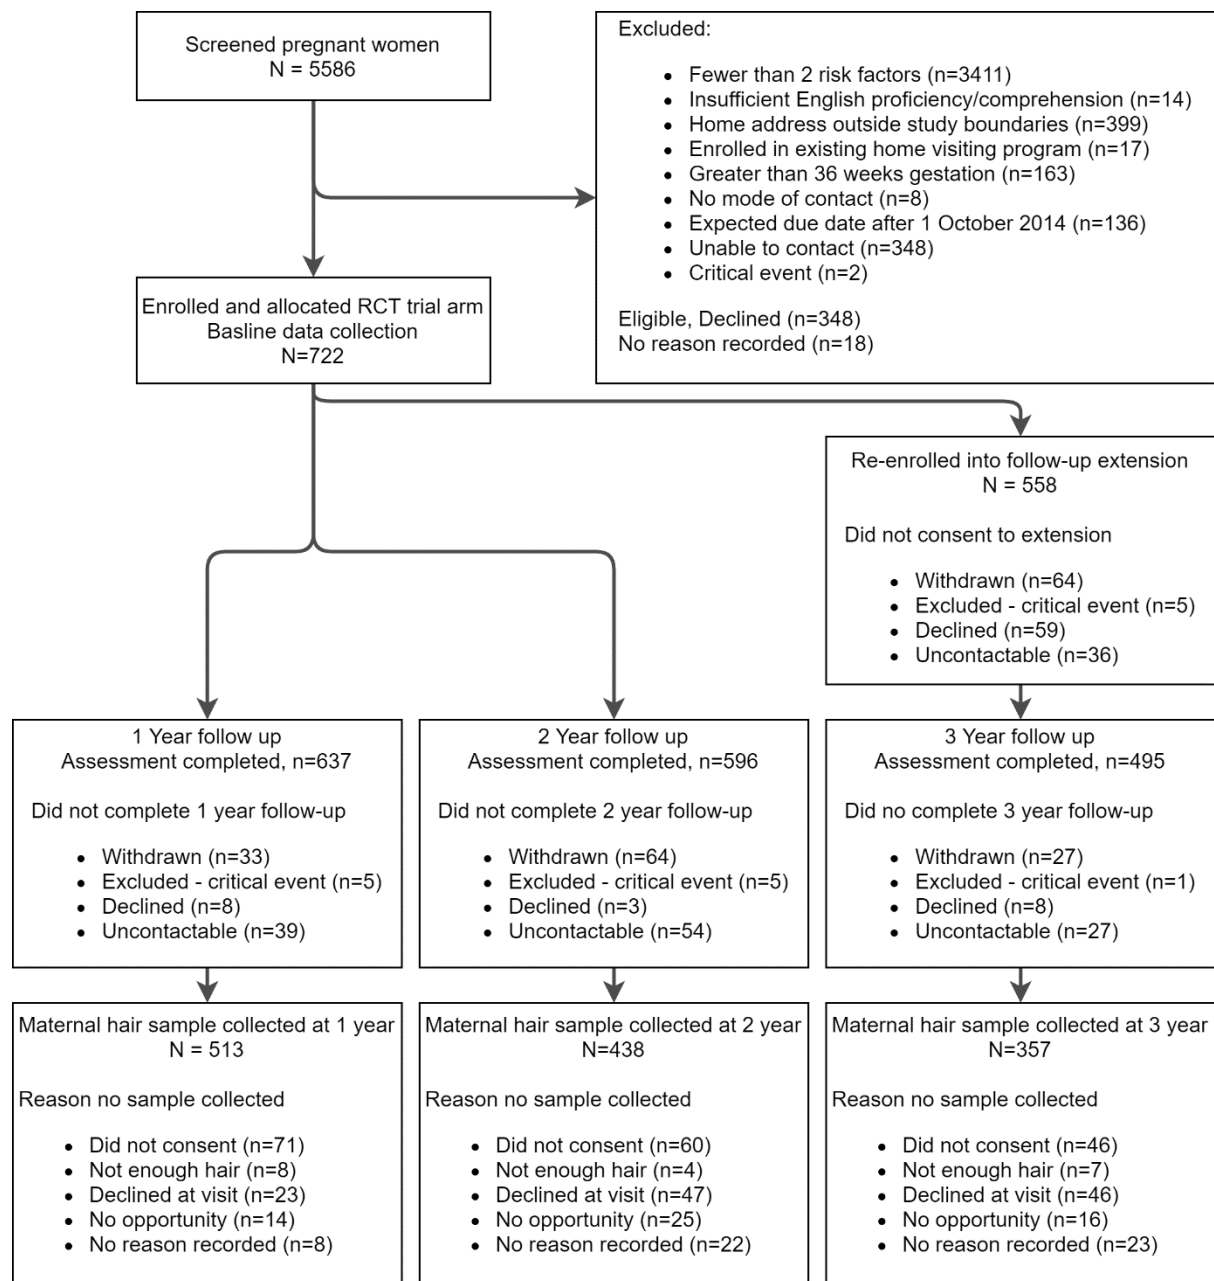 Screened pregnant women
N = 5586
Excluded:
• Fewer than 2 risk factors (n=3411)
• Insufficient English proficiency/comprehension (n=14)
• Home address outside study boundaries (n=399)
• Enrolled in existing home visiting program (n=17)
• Greater than 36 weeks gestation (n=163)
• No mode of contact (n=8)
• Expected due date after 1 October 2014 (n=136)
• Unable to contact (n=348)
• Critical event (n=2)
Eligible, Declined (n=348)
No reason recorded (n=18)
Enrolled and allocated RCT trial arm
Basline data collection
N=722
Re-enrolled into follow-up extension
N = 558
Did not consent to extension
• Withdrawn (n=64)
• Excluded - critical event (n=5)
• Declined (n=59)
• Uncontactable (n=36)
1 Year follow up
Assessment completed, n=637
Did not complete 1 year follow-up
• Withdrawn (n=33)
• Excluded - critical event (n=5)
• Declined (n=8)
• Uncontactable (n=39)
2 Year follow up
Assessment completed, n=596
Did not complete 2 year follow-up
• Withdrawn (n=64)
• Excluded - critical event (n=5)
• Declined (n=3)
• Uncontactable (n=54)
3 Year follow up
Assessment completed, n=495
Did no complete 3 year follow-up
• Withdrawn (n=27)
• Excluded - critical event (n=1)
• Declined (n=8)
• Uncontactable (n=27)
Maternal hair sample collected at 1 year
N = 513
Reason no sample collected
• Did not consent (n=71)
• Not enough hair (n=8)
• Declined at visit (n=23)
• No opportunity (n=14)
• No reason recorded (n=8)
Maternal hair sample collected at 2 year
N=438
Reason no sample collected
• Did not consent (n=60)
• Not enough hair (n=4)
• Declined at visit (n=47)
• No opportunity (n=25)
• No reason recorded (n=22)
Maternal hair sample collected at 3 year
N=357
Reason no sample collected
• Did not consent (n=46)
• Not enough hair (n=7)
• Declined at visit (n=46)
• No opportunity (n=16)
• No reason recorded (n=23)